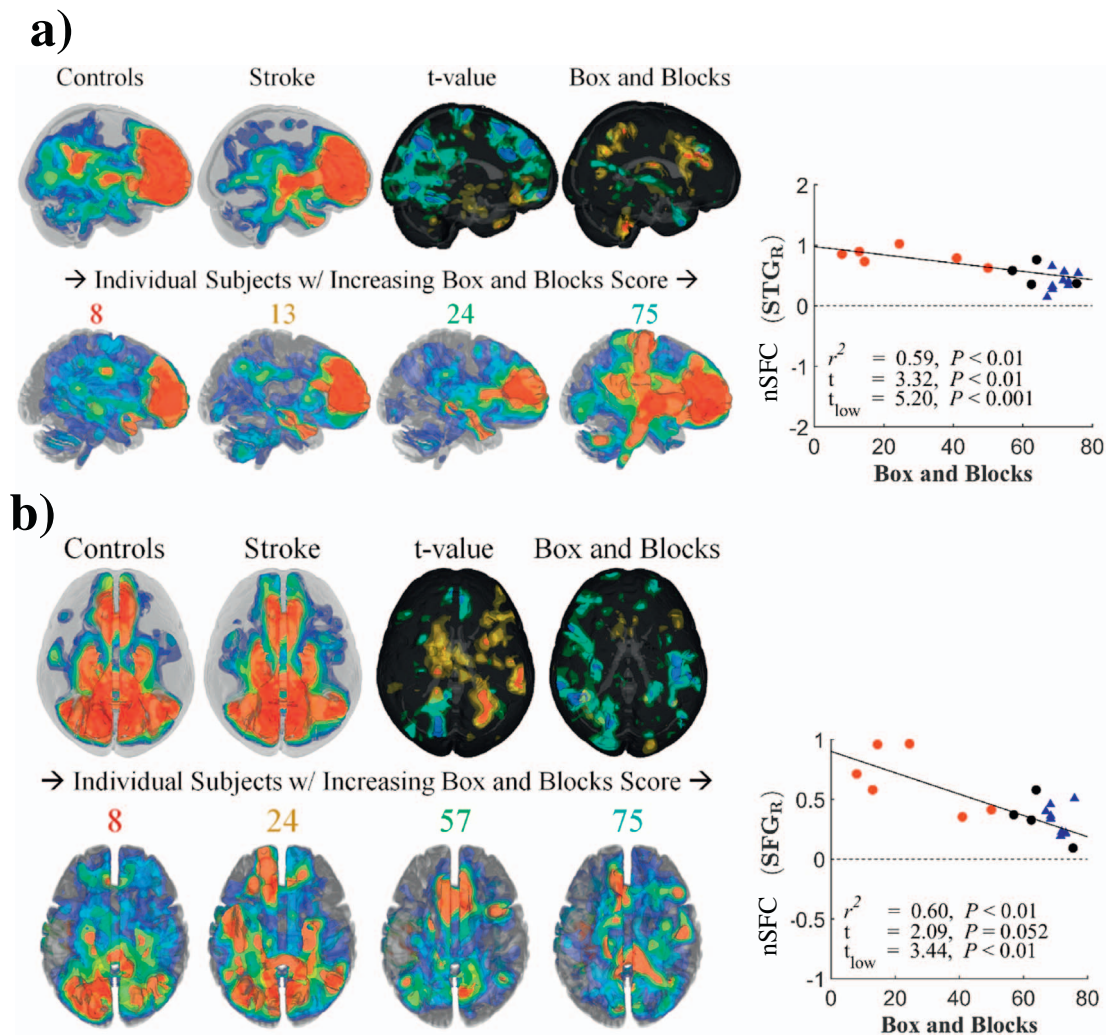 a)
Controls Stroke t-value Box and Blocks
→ Individual Subjects w/ Increasing Box and Blocks Score →
8 13 24 75
2
1
0
-1
-2
nSFC (STG_R)
r² = 0.59, P < 0.01
t = 3.32, P < 0.01
t_low = 5.20, P < 0.001
0 20 40 60 80
Box and Blocks
b)
Controls Stroke t-value Box and Blocks
→ Individual Subjects w/ Increasing Box and Blocks Score →
8 24 57 75
1
0.5
0
0.5
-1
nSFC (SFG_R)
r² = 0.60, P < 0.01
t = 2.09, P = 0.052
t_low = 3.44, P < 0.01
0 20 40 60 80
Box and Blocks